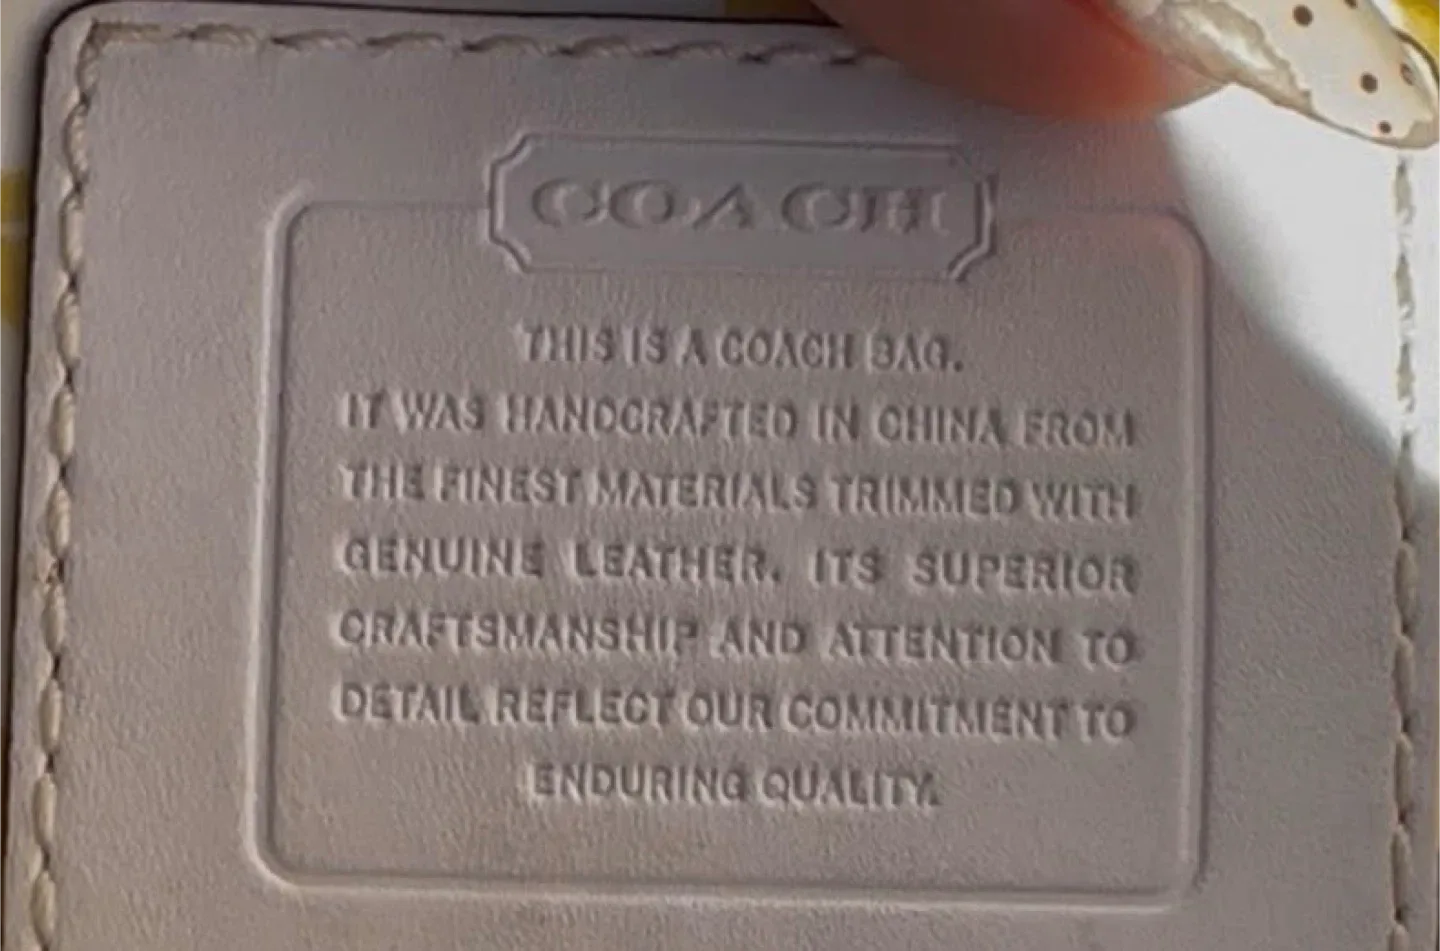 COACH
THIS IS A COACH BAG.
IT WAS HANDCRAFTED IN CHINA FROM
THE FINEST MATERIALS TRIMMED WITH
GENUINE LEATHER. ITS SUPERIOR
CRAFTSMANSHIP AND ATTENTION TO
DETAIL REFLECT OUR COMMITMENT TO
ENDURING QUALITY.